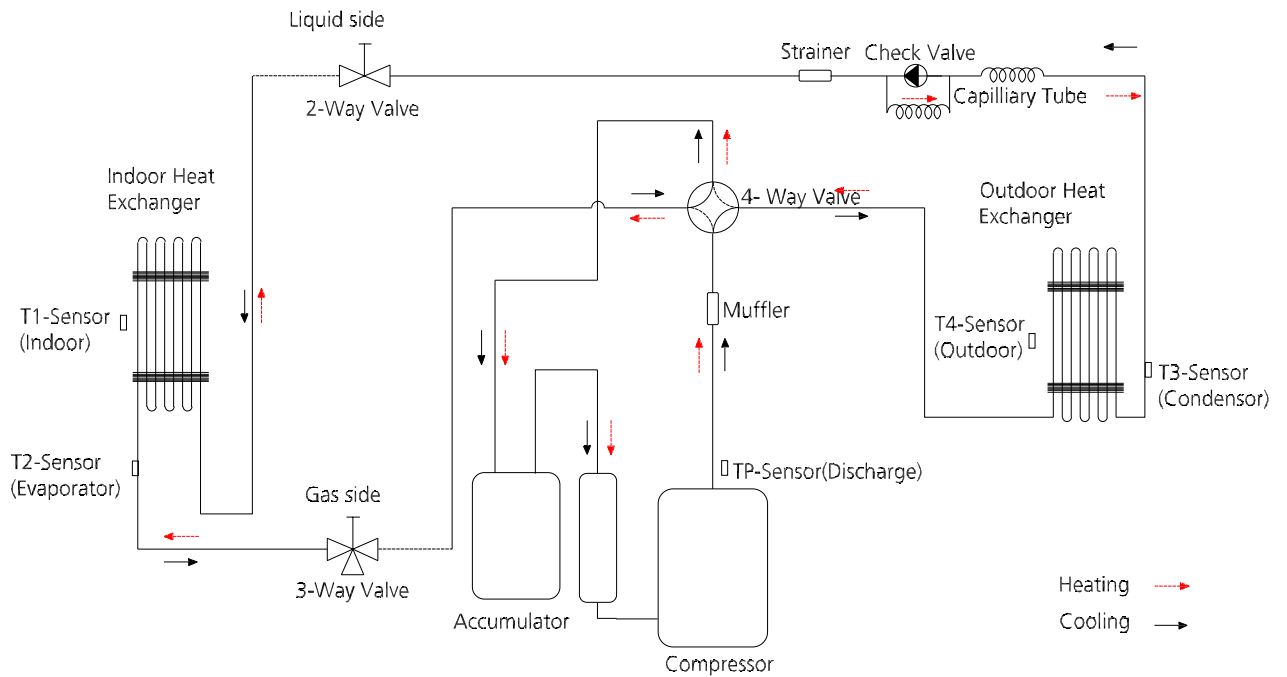 Liquid side
2-Way Valve
Strainer
Check Valve
Capilliary Tube
Indoor Heat
Exchanger
4- Way Valve
Outdoor Heat
Exchanger
T1-Sensor
(Indoor)
Muffler
T4-Sensor
(Outdoor)
T3-Sensor
(Condensor)
T2-Sensor
(Evaporator)
TP-Sensor(Discharge)
Gas side
3-Way Valve
Accumulator
Compressor
Heating
Cooling